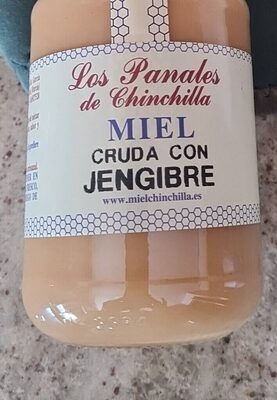 Los Panales
de Chinchilla
MIEL
CRUDA CON
JENGIBRE
www.mielchinchilla.es